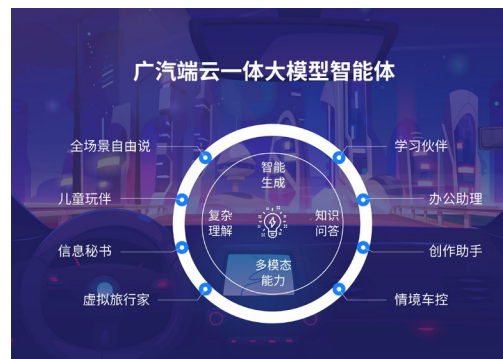 广汽端云一体大模型智能体
全场景自由说
儿童玩伴
信息秘书
虚拟旅行家
智能
生成
复杂
理解
知识
问答
多模态
能力
学习伙伴
办公助理
创作助手
情境车控